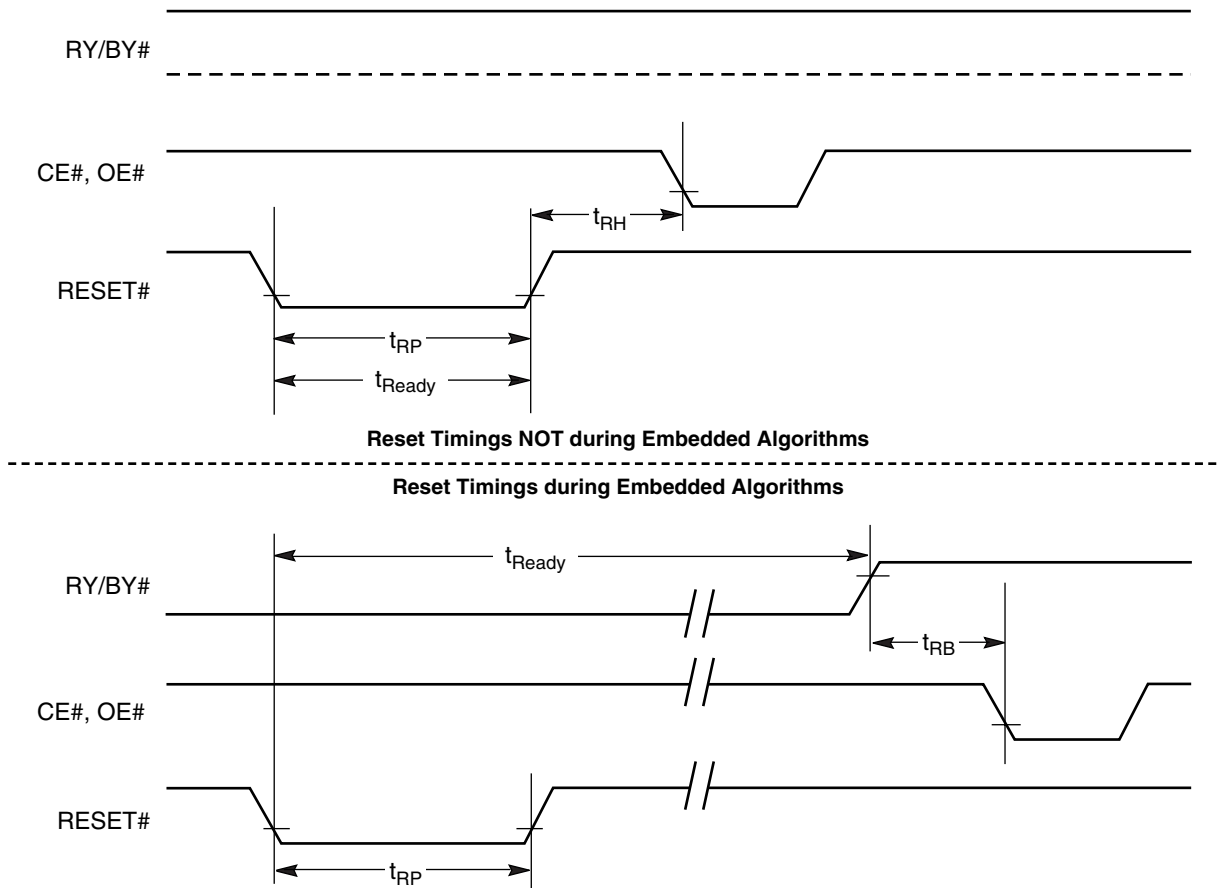 RY/BY#
CE#, OE#
tRH
RESET#
tRP
tReady
Reset Timings NOT during Embedded Algorithms
Reset Timings during Embedded Algorithms
tReady
RY/BY#
tRB
CE#, OE#
RESET#
tRP